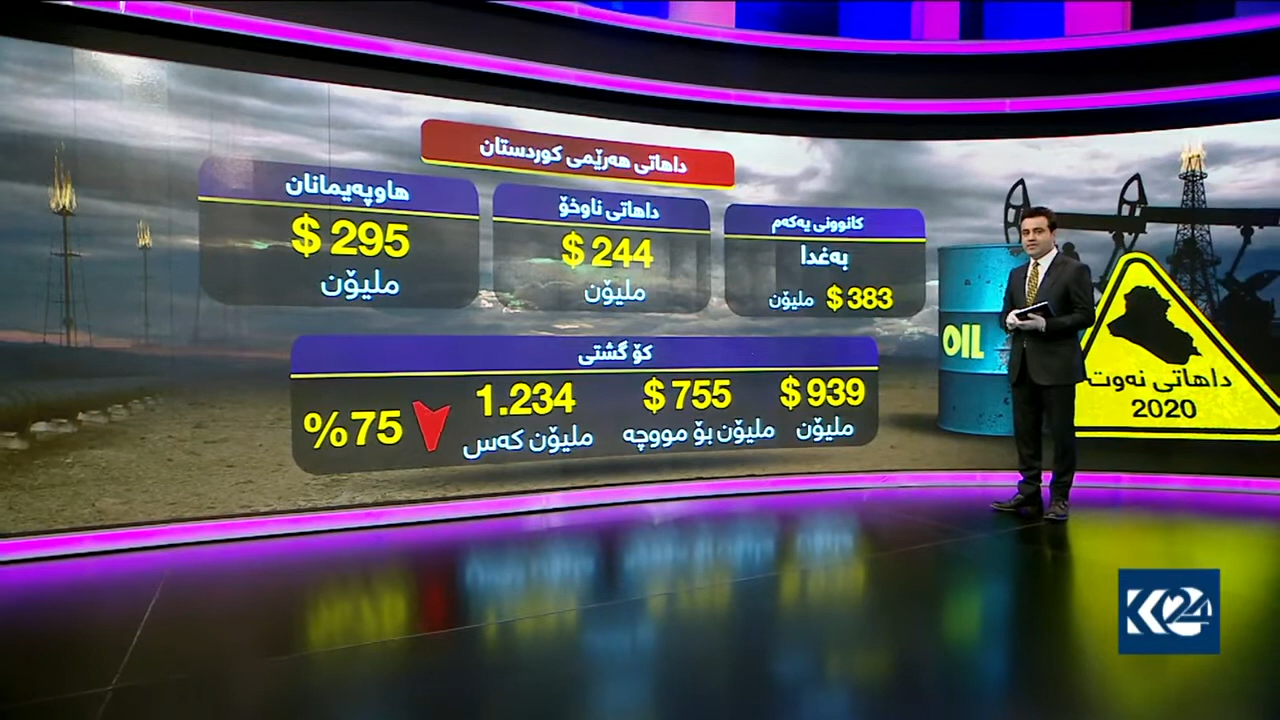 داهاتی هەرێمی کوردستان
کانوونی یەکەم
بەغدا
$ 383 ملیۆن
داهاتی ناوخۆ
$ 244
ملیۆن
هاوپەیمانان
$ 295
ملیۆن
کۆ گشتی
$ 939
ملیۆن
$ 755
ملیۆن بۆ مووچە
1.234
ملیۆن کەس
%75
OIL
داهاتی نەوت
2020
K24